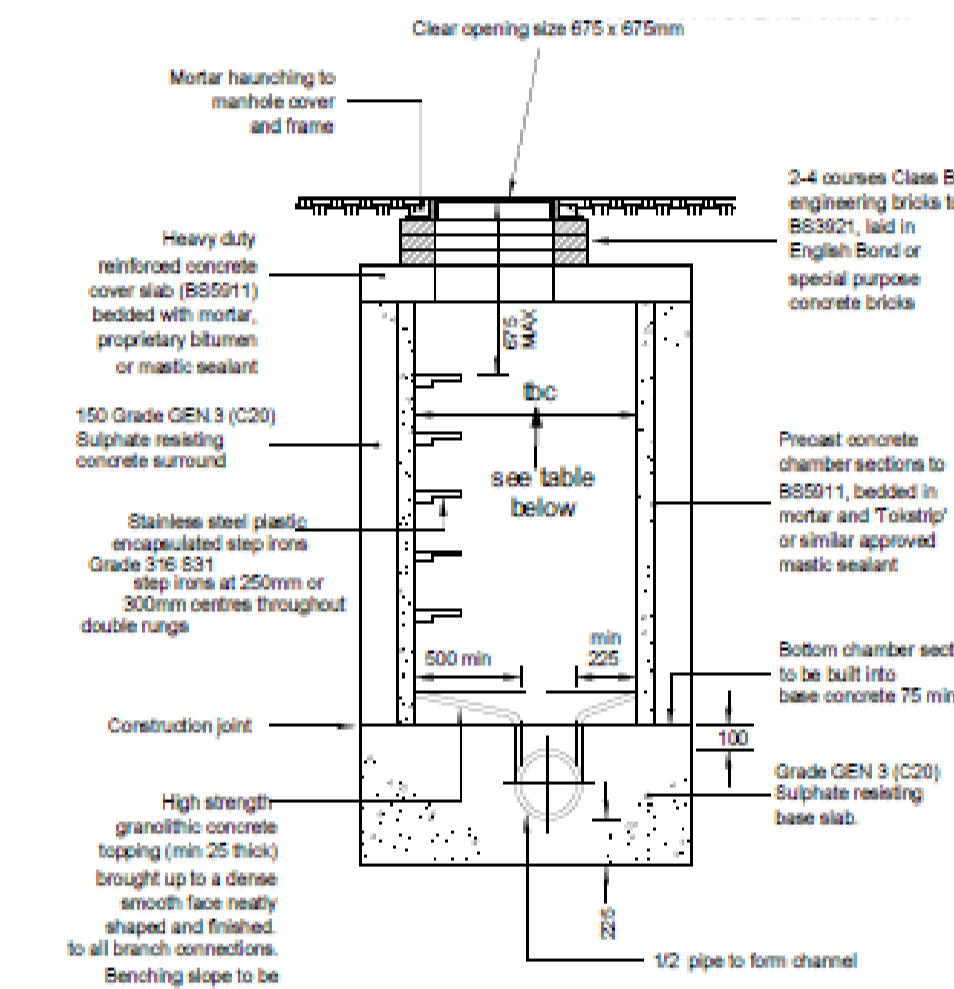 Clear opening size 675 x 675mm
Mortar haunching to
manhole cover
and frame
2-4 courses Class B
engineering bricks to
BS3921, laid in
English Bond or
special purpose
concrete bricks
Heavy duty
reinforced concrete
cover slab (BS5911)
bedded with mortar,
proprietary bitumen
or mastic sealant
675
MAX
tbc
see table
below
150 Grade GEN.3 (C20)
Sulphate resisting
concrete surround
Precast concrete
chamber sections to
BS5911, bedded in
mortar and 'Tokstrip'
or similar approved
mastic sealant
Stainless steel plastic
encapsulated step irons
Grade 316 S31
step irons at 250mm or
300mm centres throughout
double rungs
500 min
min
225
Bottom chamber sect
to be built into
base concrete 75 min
Construction joint
100
Grade GEN 3 (C20)
Sulphate resisting
base slab.
High strength
granolithic concrete
topping (min 25 thick)
brought up to a dense
smooth face neatly
shaped and finished.
to all branch connections.
Benching slope to be
225
1/2 pipe to form channel